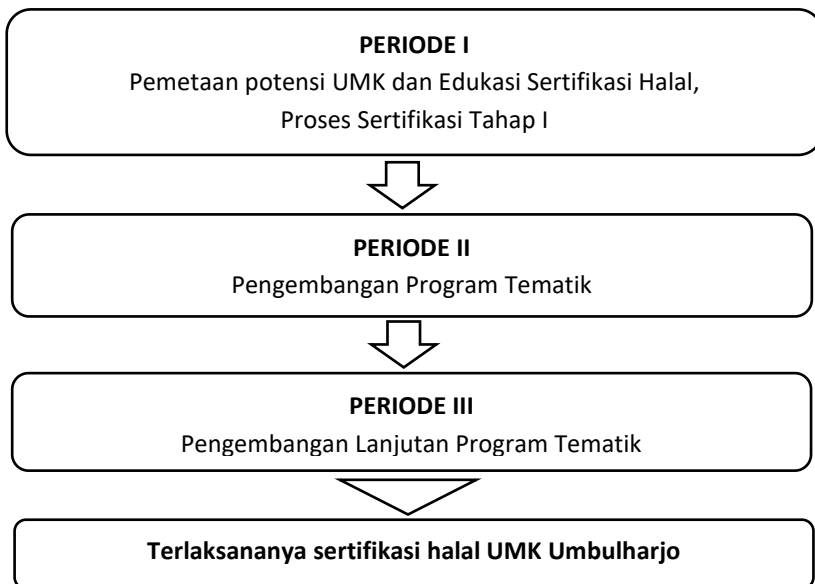 PERIODE I
Pemetaan potensi UMK dan Edukasi Sertifikasi Halal,
Proses Sertifikasi Tahap I
PERIODE II
Pengembangan Program Tematik
PERIODE III
Pengembangan Lanjutan Program Tematik
Terlaksananya sertifikasi halal UMK Umbulharjo